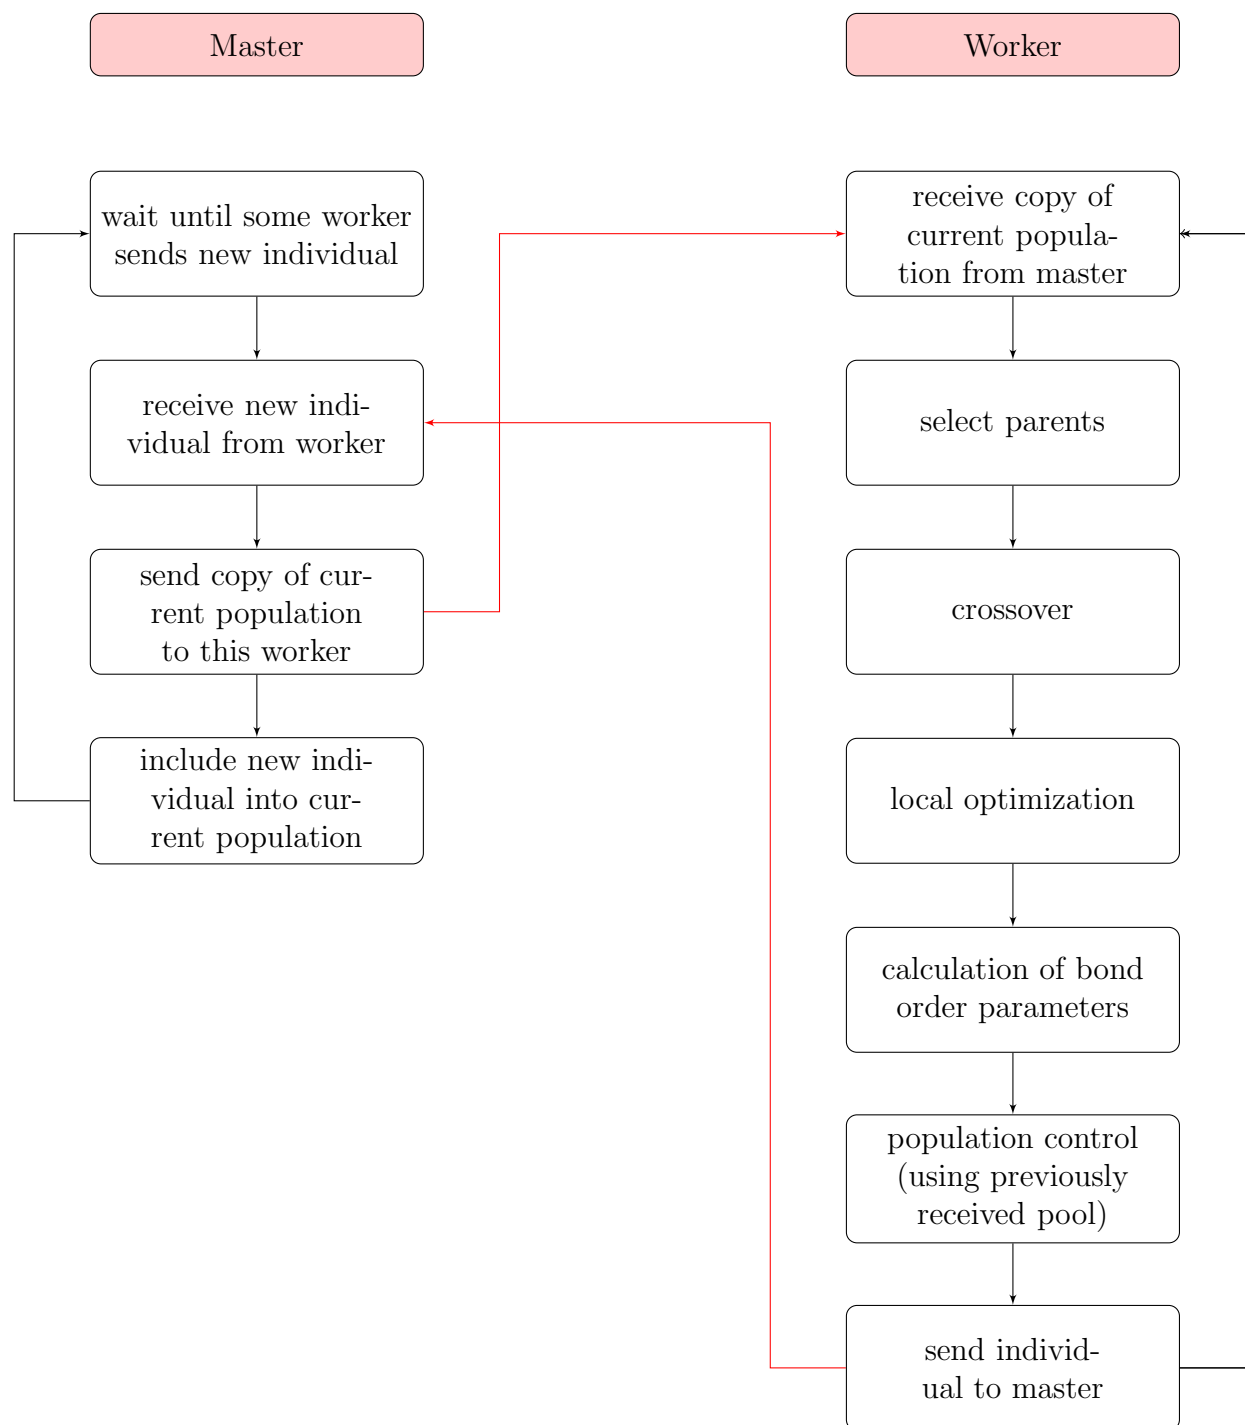 Master
wait until some worker
sends new individual
receive new indi-
vidual from worker
send copy of cur-
rent population
to this worker
include new indi-
vidual into cur-
rent population
Worker
receive copy of
current popula-
tion from master
select parents
crossover
local optimization
calculation of bond
order parameters
population control
(using previously
received pool)
send individ-
ual to master